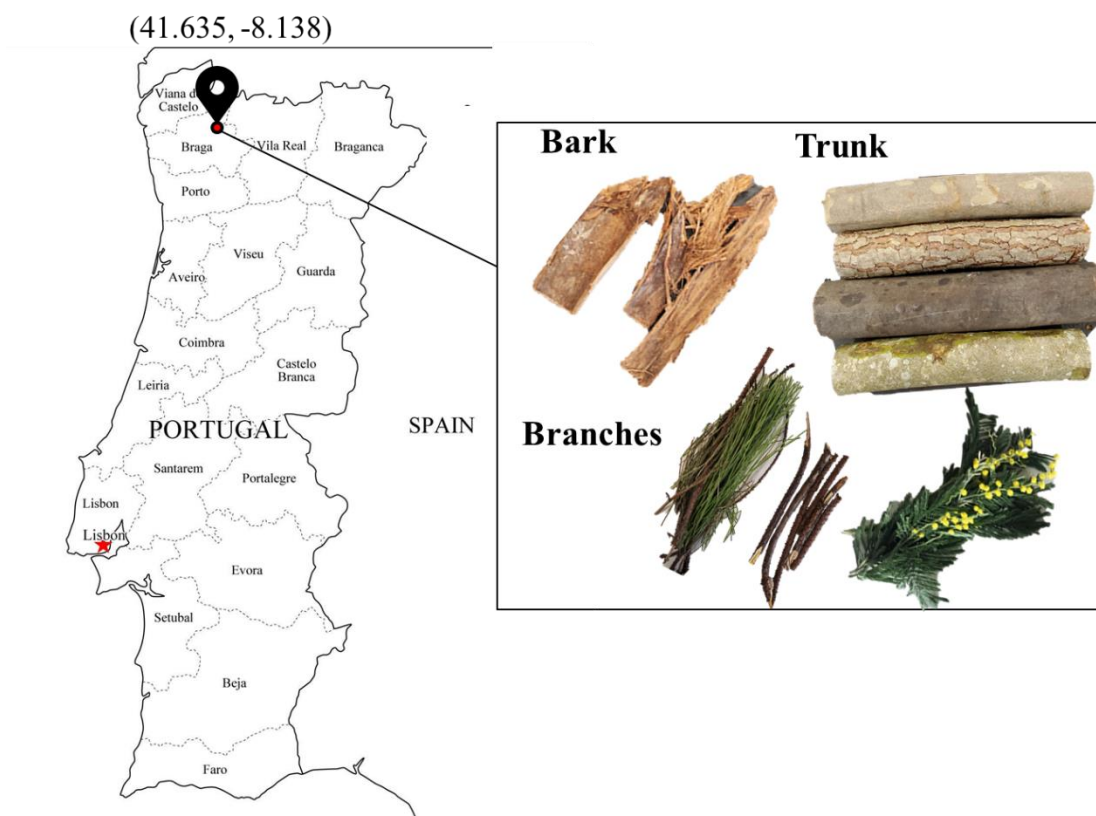 (41.635, -8.138)
Viana d
Castelo
Braga
Vila Real
Braganca
Porto
Aveiro
Viseu
Guarda
Coimbra
Castelo
Branca
Leiria
PORTUGAL
SPAIN
Santarem
Portalegre
Lisbon
Lisbon
Evora
Setubal
Beja
Faro
Bark
Trunk
Branches